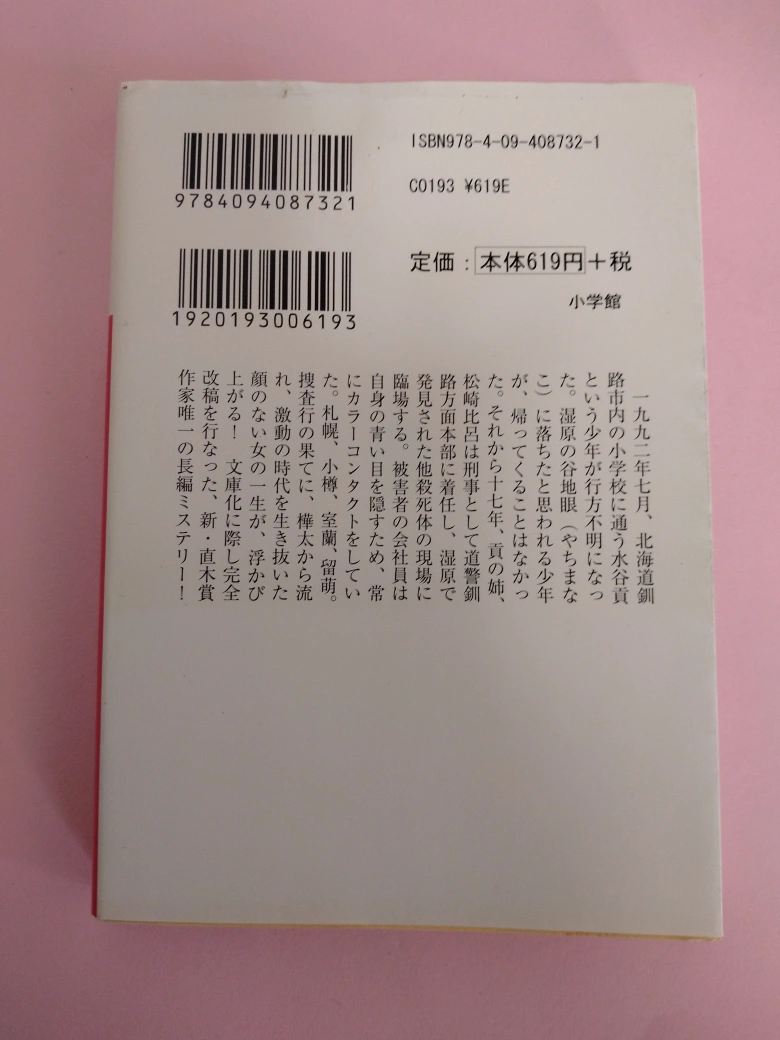 ISBN978-4-09-408732-1
9784094087321
C0193 ¥619E
定価：本体619円＋税
1920193006193
小学館
一九九二年七月、北海道釧
路市内の小学校に通う水谷貢
という少年が行方不明になっ
た。湿原の谷地眼（やちまな
こ）に落ちたと思われる少年
が、帰ってくることはなかっ
た。それから十七年、貢の姉、
松崎比呂は刑事として道警釧
路方面本部に着任し、湿原で
発見された他殺死体の現場に
臨場する。被害者の会社員は
自身の青い目を隠すため、常
にカラーコンタクトをしてい
た。札幌、小樽、室蘭、留萌。
捜査行の果てに、樺太から流
れ、激動の時代を生き抜いた
顔のない女の一生が、浮かび
上がる！　文庫化に際し完全
改稿を行なった、新・直木賞
作家唯一の長編ミステリー！